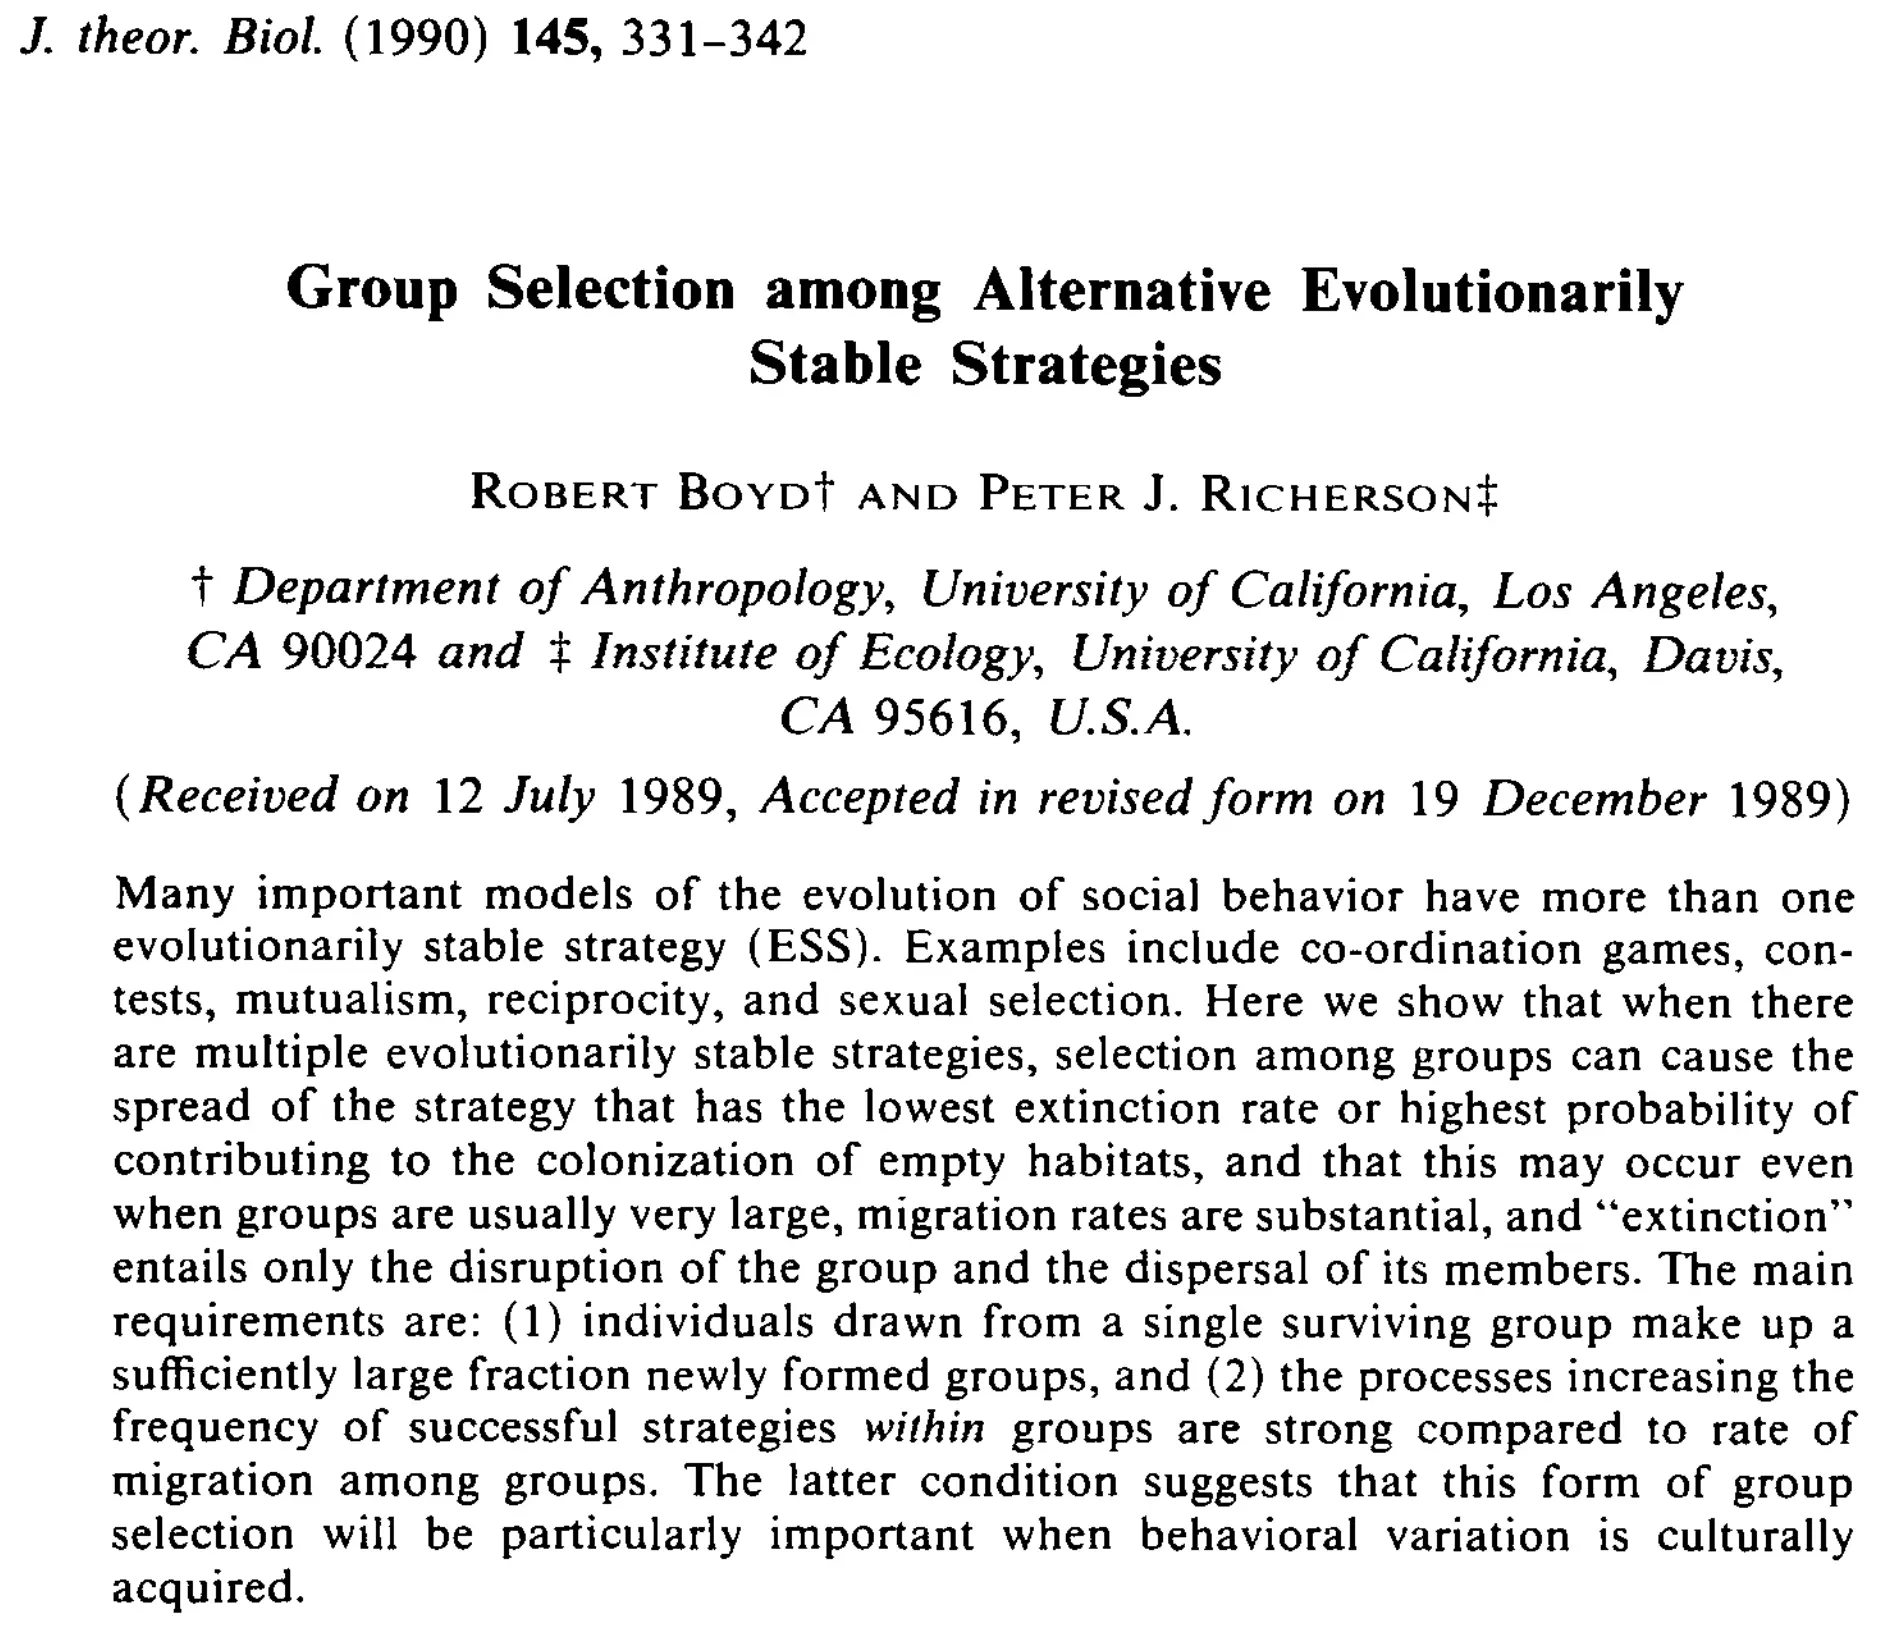 J. theor. Biol. (1990) 145, 331-342
Group Selection among Alternative Evolutionarily
Stable Strategies
ROBERT BOYD† AND PETER J. RICHERSON‡
† Department of Anthropology, University of California, Los Angeles,
CA 90024 and ‡ Institute of Ecology, University of California, Davis,
CA 95616, U.S.A.
(Received on 12 July 1989, Accepted in revised form on 19 December 1989)
Many important models of the evolution of social behavior have more than one
evolutionarily stable strategy (ESS). Examples include co-ordination games, con-
tests, mutualism, reciprocity, and sexual selection. Here we show that when there
are multiple evolutionarily stable strategies, selection among groups can cause the
spread of the strategy that has the lowest extinction rate or highest probability of
contributing to the colonization of empty habitats, and that this may occur even
when groups are usually very large, migration rates are substantial, and “extinction”
entails only the disruption of the group and the dispersal of its members. The main
requirements are: (1) individuals drawn from a single surviving group make up a
sufficiently large fraction newly formed groups, and (2) the processes increasing the
frequency of successful strategies within groups are strong compared to rate of
migration among groups. The latter condition suggests that this form of group
selection will be particularly important when behavioral variation is culturally
acquired.